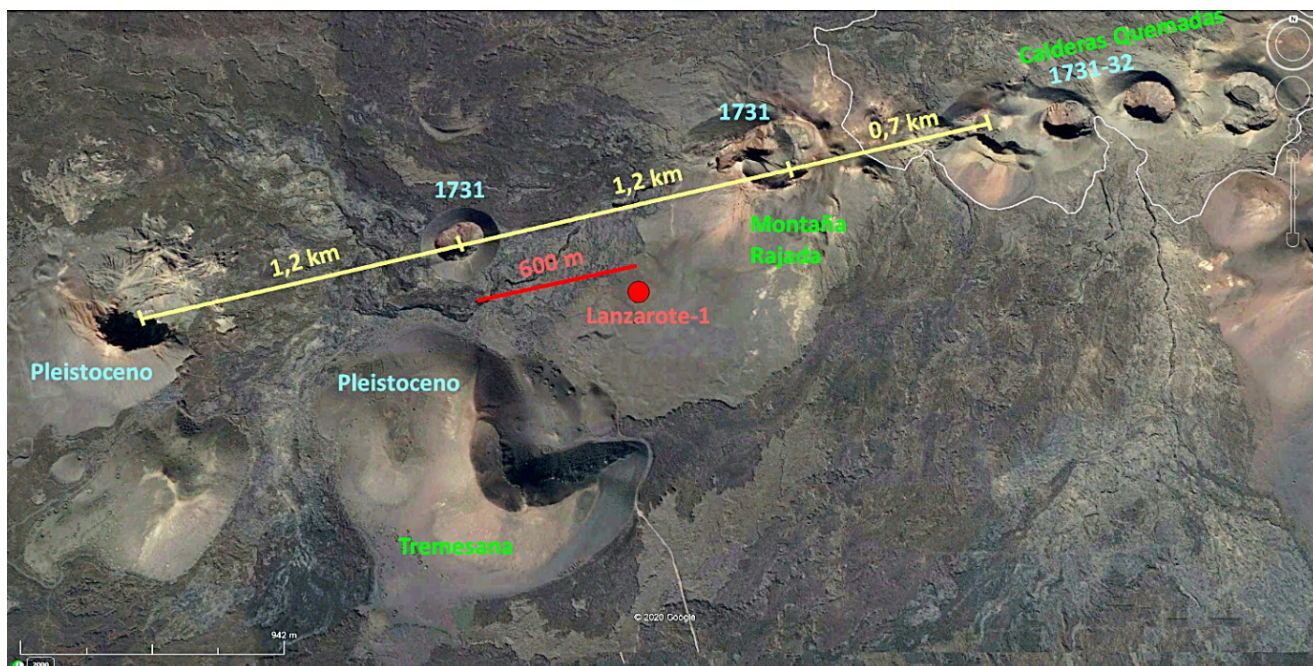 N
Calderas Quemadas
1731-32
1731
0,7 km
1,2 km
1731
Montaña
Rajada
1,2 km
600 m
Lanzarote-1
Pleistoceno
Pleistoceno
Tremesana
© 2020 Google
942 m
2000